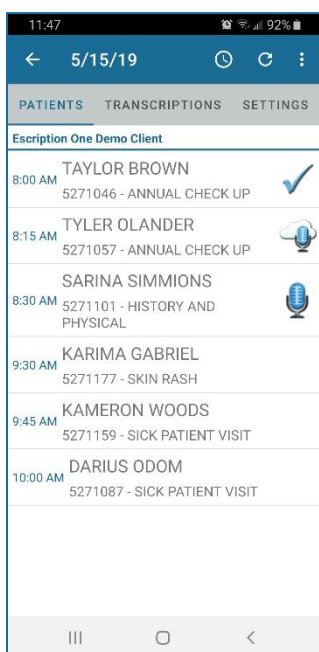 11:47 92%
5/15/19
PATIENTS TRANSCRIPTIONS SETTINGS
Escription One Demo Client
TAYLOR BROWN
8:00 AM
5271046 - ANNUAL CHECK UP
TYLER OLANDER
8:15 AM
5271057 - ANNUAL CHECK UP
SARINA SIMMIONS
8:30 AM
5271101 - HISTORY AND
PHYSICAL
KARIMA GABRIEL
9:30 AM
5271177 - SKIN RASH
KAMERON WOODS
9:45 AM
5271159 - SICK PATIENT VISIT
DARIUS ODOM
10:00 AM
5271087 - SICK PATIENT VISIT